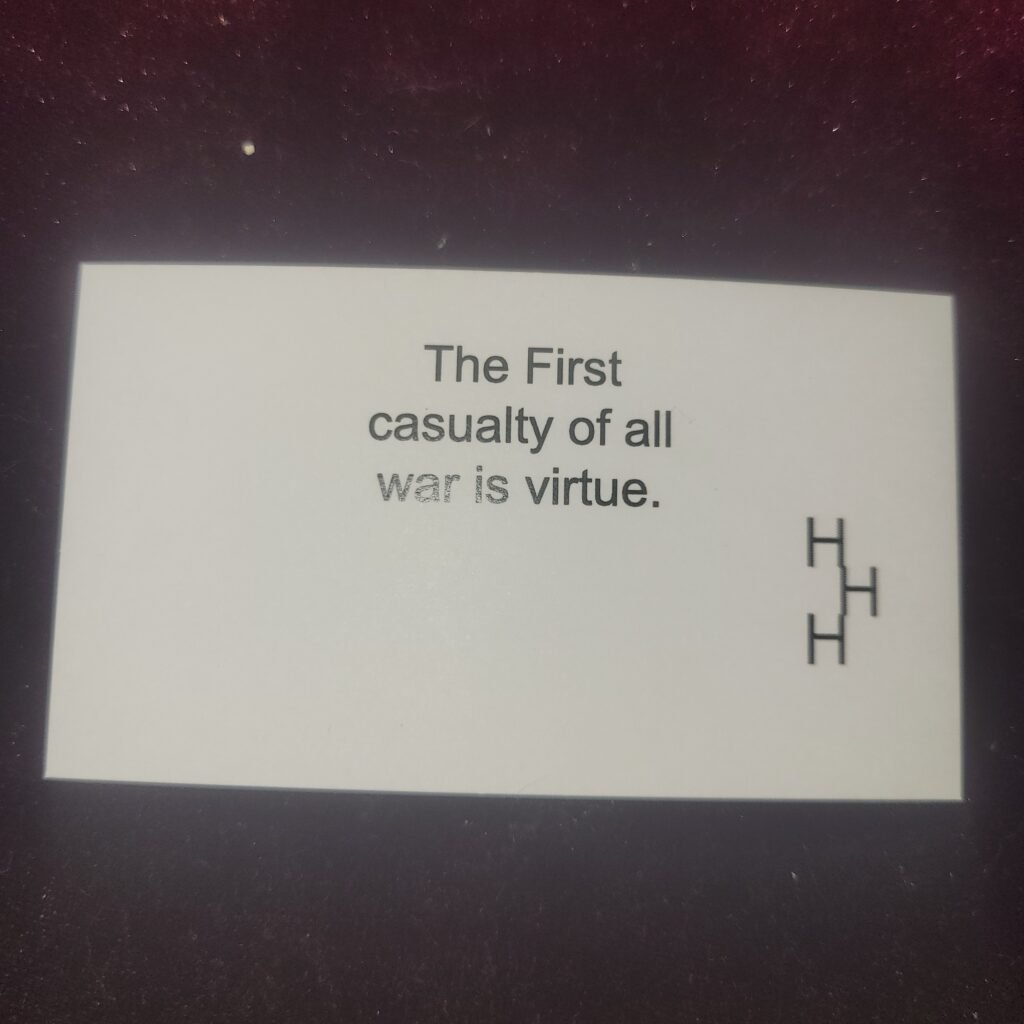 The First
casualty of all
war is virtue.
H
H
H